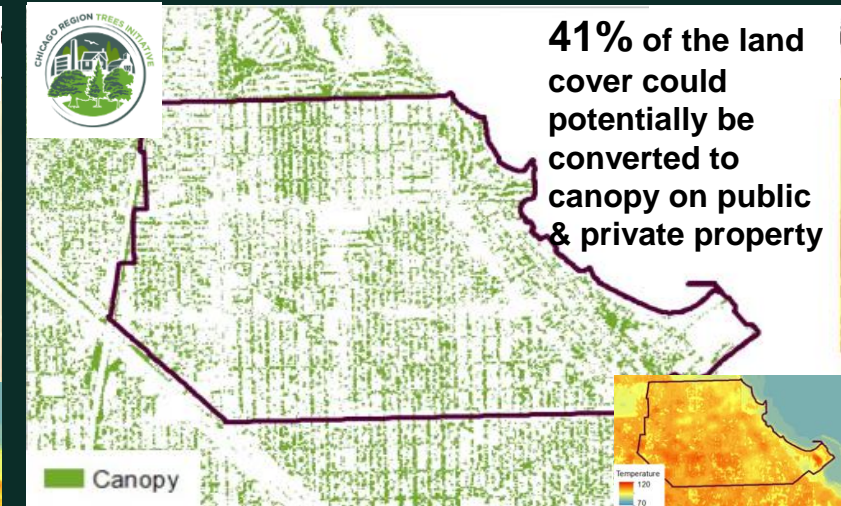 CHICAGO REGION TREES INITIATIVE
41% of the land
cover could
potentially be
converted to
canopy on public
& private property
Canopy
Temperature
120
70